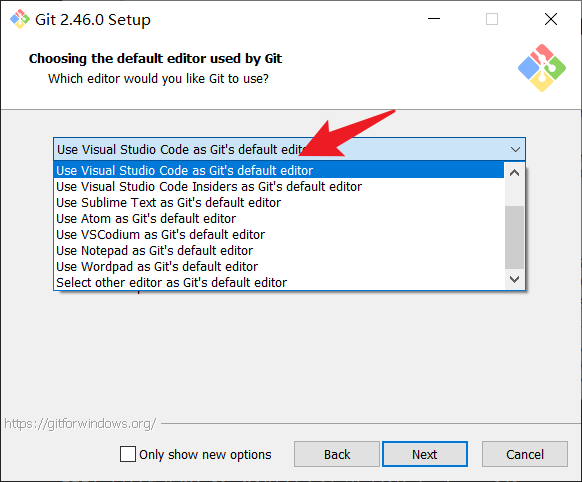 Git 2.46.0 Setup
Choosing the default editor used by Git
Which editor would you like Git to use?
Use Visual Studio Code as Git's default editor
Use Visual Studio Code as Git's default editor
Use Visual Studio Code Insiders as Git's default editor
Use Sublime Text as Git's default editor
Use Atom as Git's default editor
Use VSCodium as Git's default editor
Use Notepad as Git's default editor
Use Wordpad as Git's default editor
Select other editor as Git's default editor
https://gitforwindows.org/
Only show new options
Back
Next
Cancel